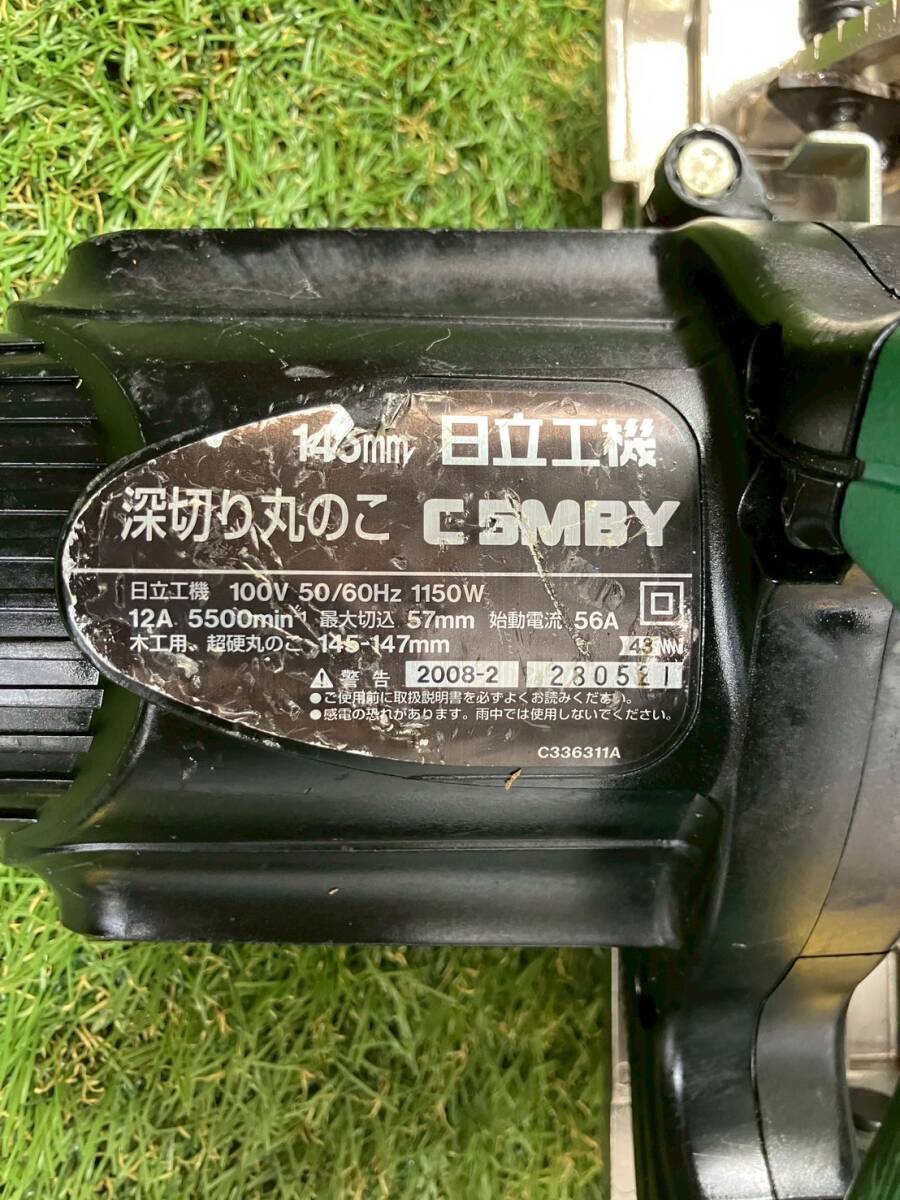 145mm 日立工機
深切り丸のこ C5MBY
日立工機 100V 50/60Hz 1150W
12A 5500min⁻¹ 最大切込 57mm 始動電流 56A
木工用、超硬丸のこ 145-147mm 43
警告 2008-2 280521
●ご使用前に取扱説明書を必ずよくお読みください。
●感電の恐れがあります。雨中では使用しないでください。
C336311A